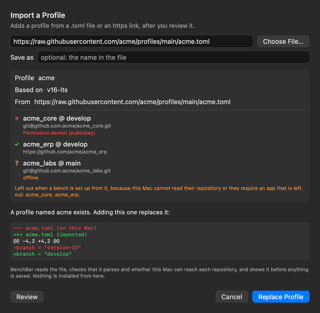 Import a Profile
Adds a profile from a .toml file or an https link, after you review it.
https://raw.githubusercontent.com/acme/profiles/main/acme.toml
Choose File...
Save as optional: the name in the file
Profile acme
Based on v16-lts
From https://raw.githubusercontent.com/acme/profiles/main/acme.toml
× acme_core @ develop
git@github.com:acme/acme_core.git
Permission denied (publickey)
✓ acme_erp @ develop
https://github.com/acme/acme_erp
? acme_labs @ main
git@github.com:acme/acme_labs.git
offline
Left out when a bench is set up from it, because this Mac cannot read their repository or they require an app that is left
out: acme_core, acme_erp.
A profile named acme exists. Adding this one replaces it:
--- acme.toml (on this Mac)
+++ acme.toml (imported)
@@ -4,2 +4,2 @@
-branch = "version-16"
+branch = "develop"
BenchBar reads the file, checks that it parses and whether this Mac can reach each repository, and shows it before anything
is saved. Nothing is installed from here.
Review
Cancel
Replace Profile